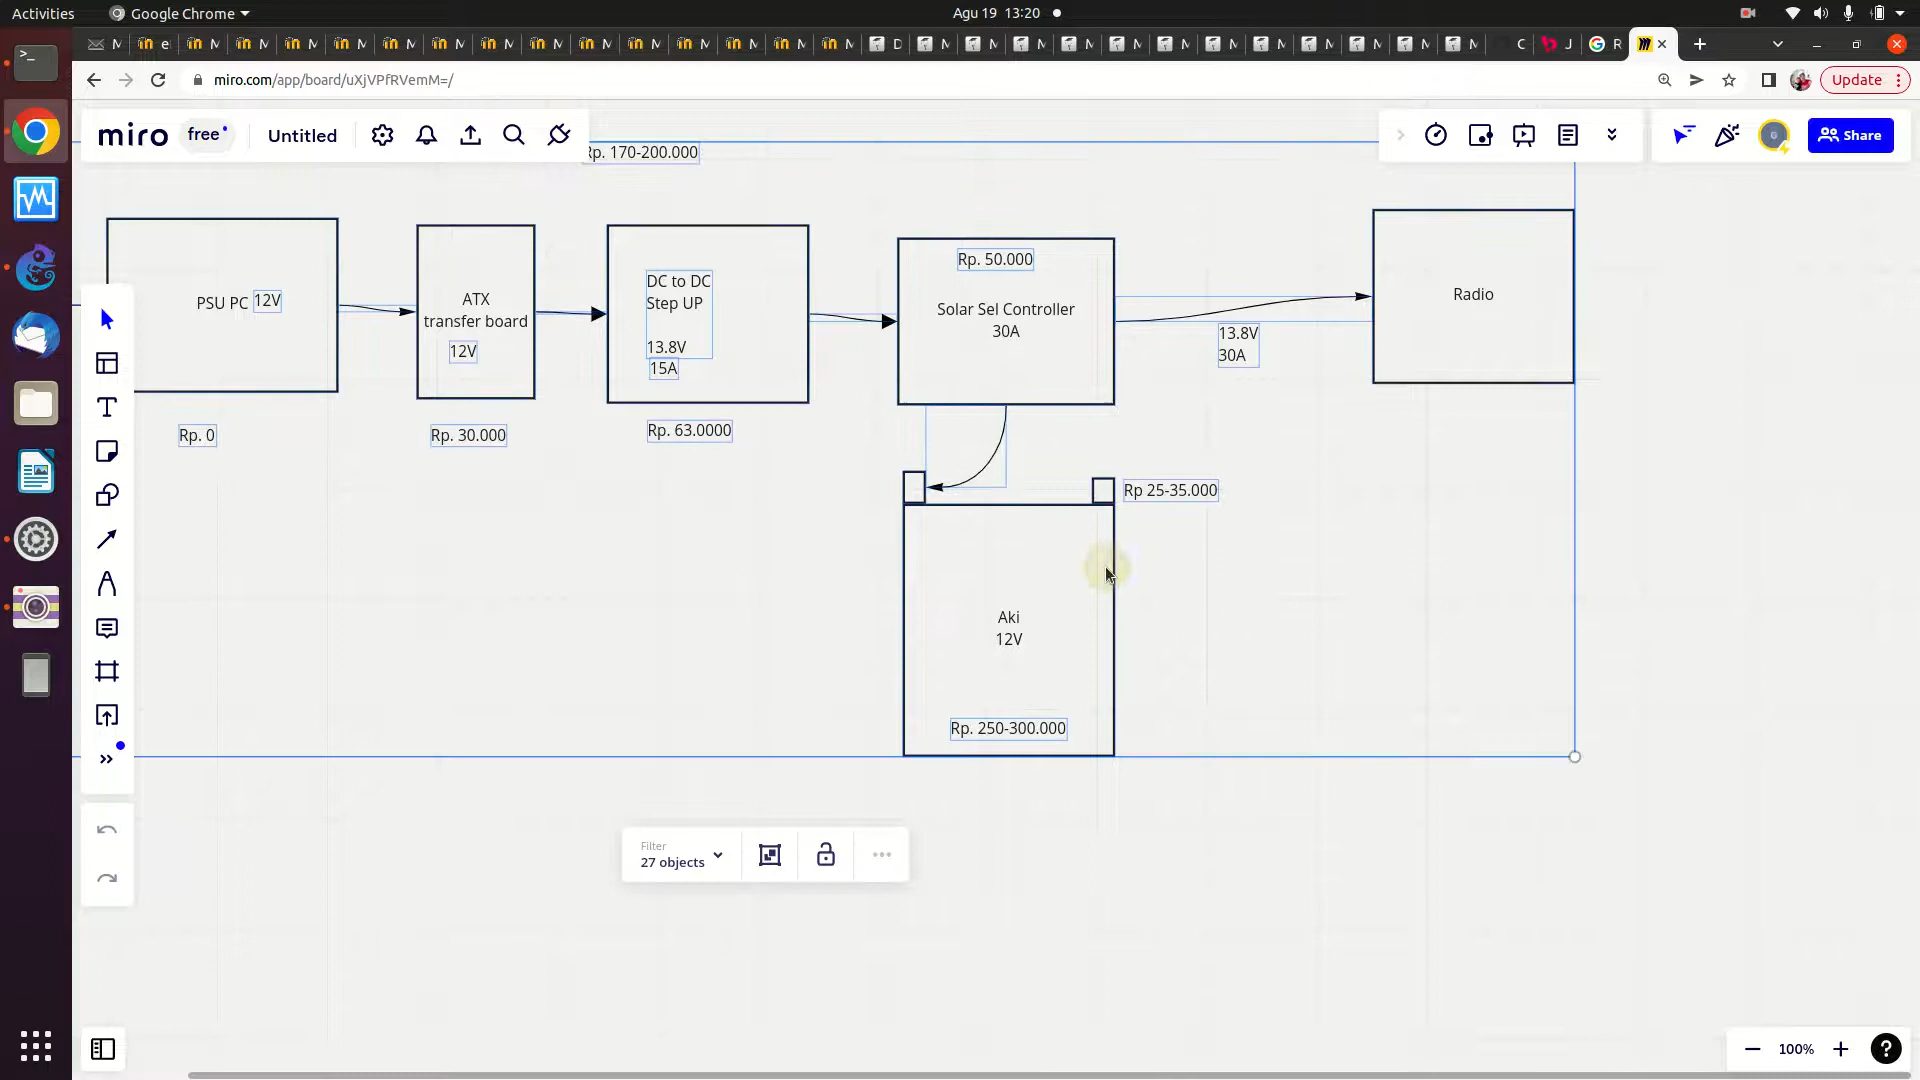 Activities
Google Chrome
Agu 19 13:20
miro.com/app/board/uXjVPfRVemM=/
Update
miro
free
Untitled
Share
Rp. 170-200.000
PSU PC
12V
ATX
transfer board
12V
DC to DC
Step UP
13.8V
15A
Rp. 50.000
Solar Sel Controller
30A
13.8V
30A
Radio
Rp. 0
Rp. 30.000
Rp. 63.0000
Rp 25-35.000
Aki
12V
Rp. 250-300.000
Filter
27 objects
100%